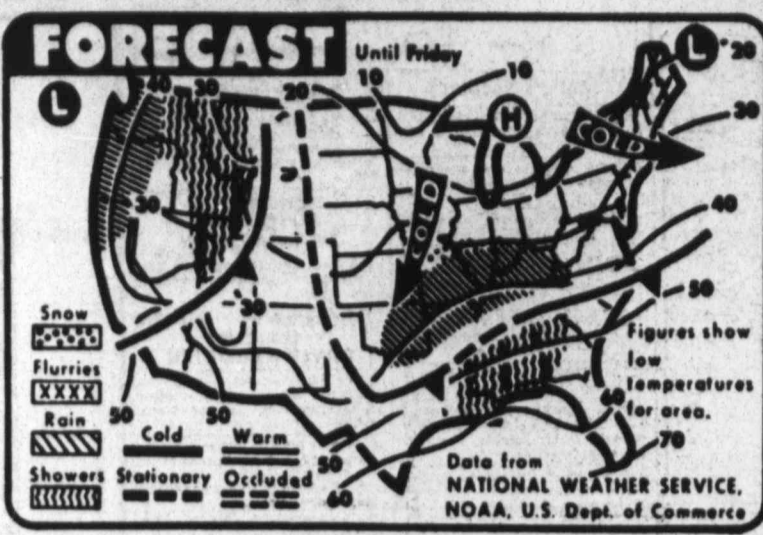 FORECAST
Until Friday
L
40 30 20 10 10
L 20
H
COLD
30
COLD
30
40
30
50
Snow
Flurries
XXXX
Rain
Showers
50 50
Cold Warm
Stationary Occluded
50
60
Figures show
low
temperatures
for area.
60
70
Data from
NATIONAL WEATHER SERVICE,
NOAA, U.S. Dept. of Commerce